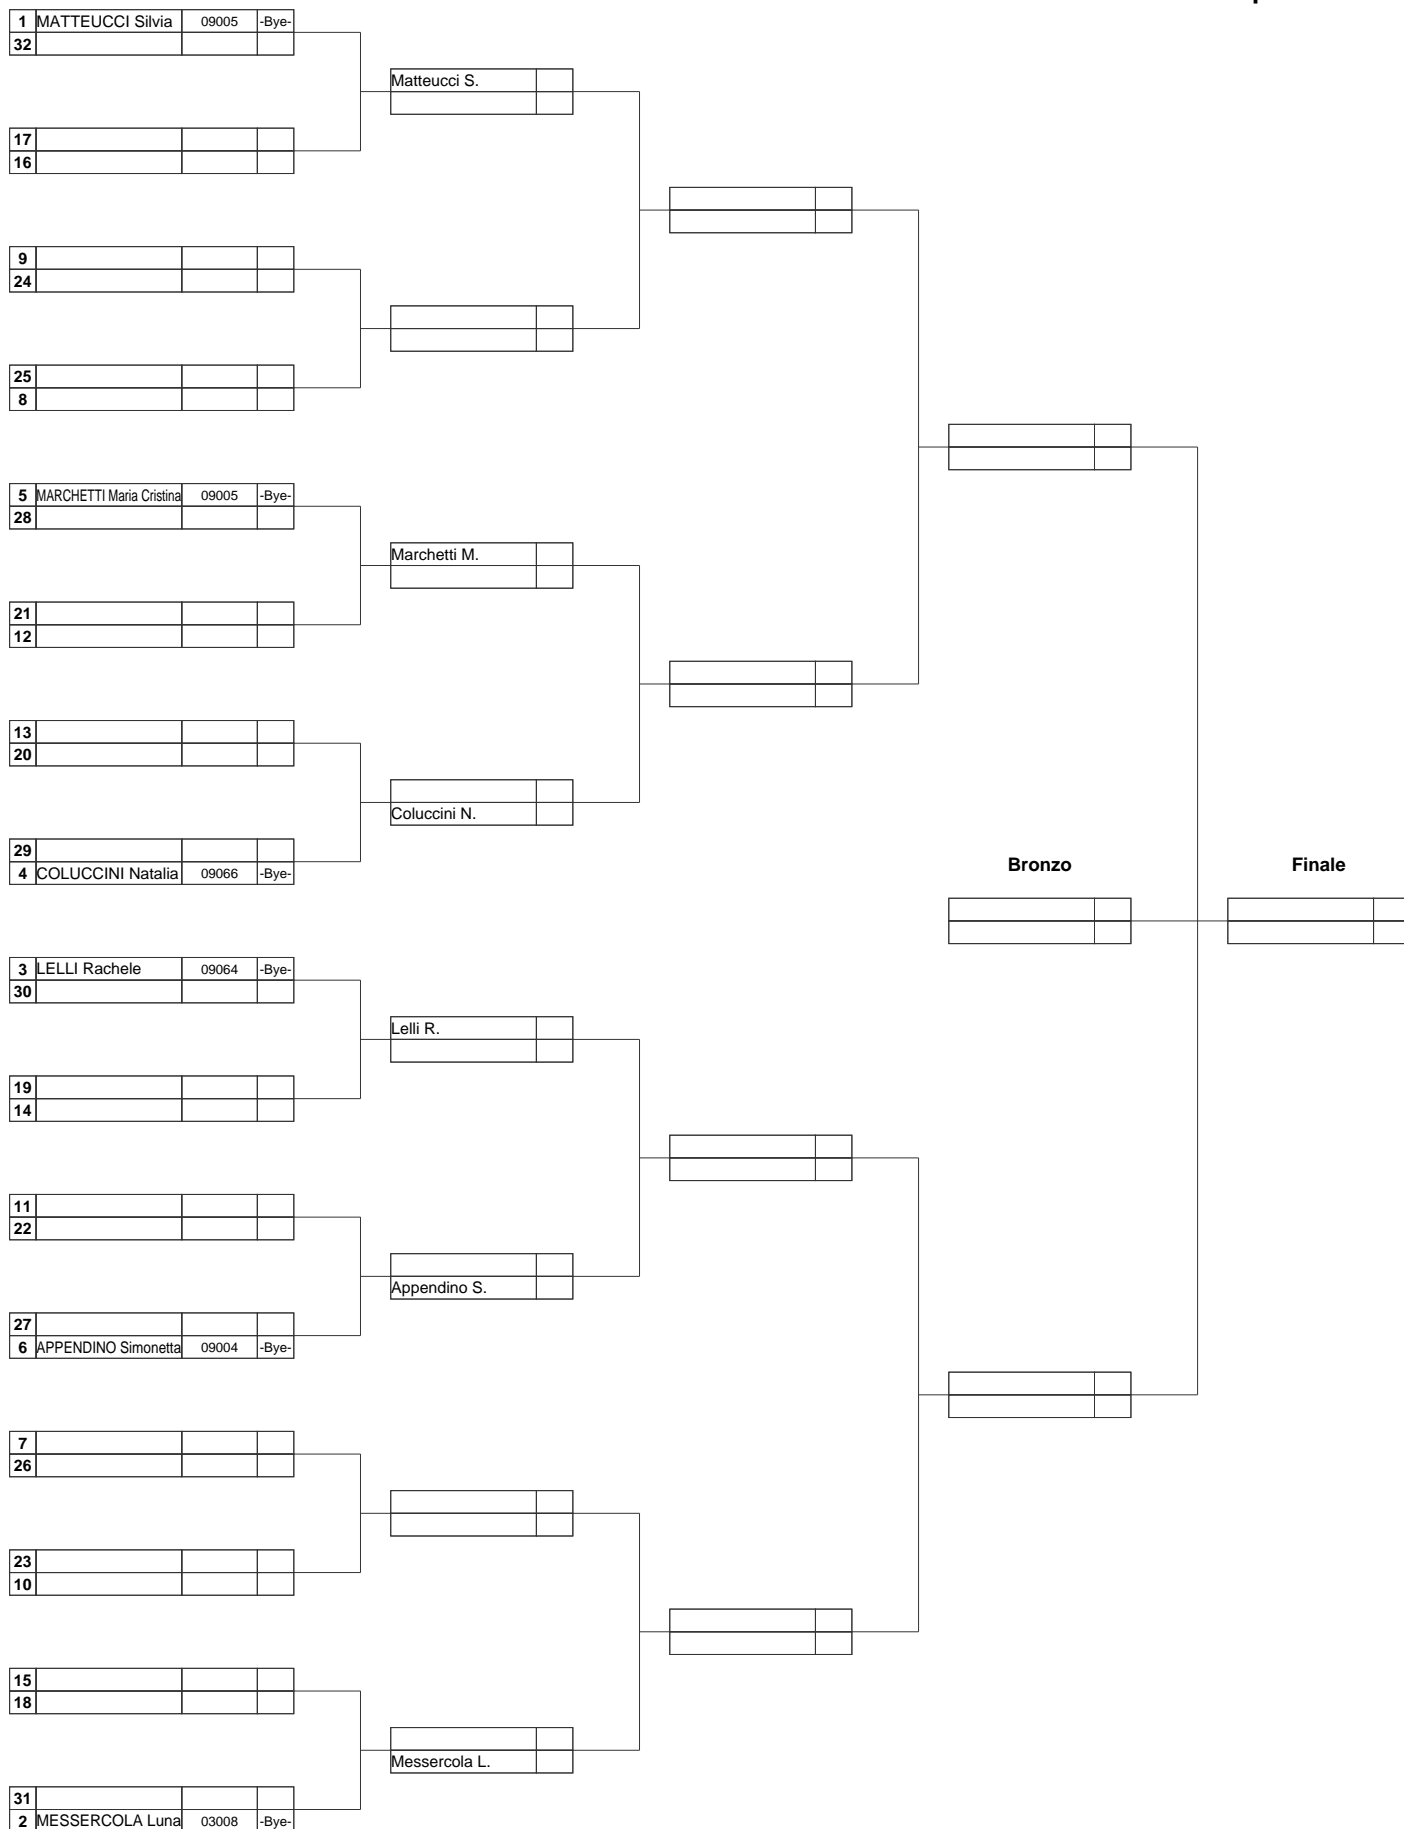 1 MATTEUCCI Silvia 09005 -Bye-
32
Matteucci S.
17
16
9
24
25
8
5 MARCHETTI Maria Cristina 09005 -Bye-
28
Marchetti M.
21
12
13
20
Coluccini N.
29
4 COLUCCINI Natalia 09066 -Bye-
Bronzo Finale
3 LELLI Rachele 09064 -Bye-
30
Lelli R.
19
14
11
22
Appendino S.
27
6 APPENDINO Simonetta 09004 -Bye-
7
26
23
10
15
18
Messercola L.
31
2 MESSERCOLA Luna 03008 -Bye-